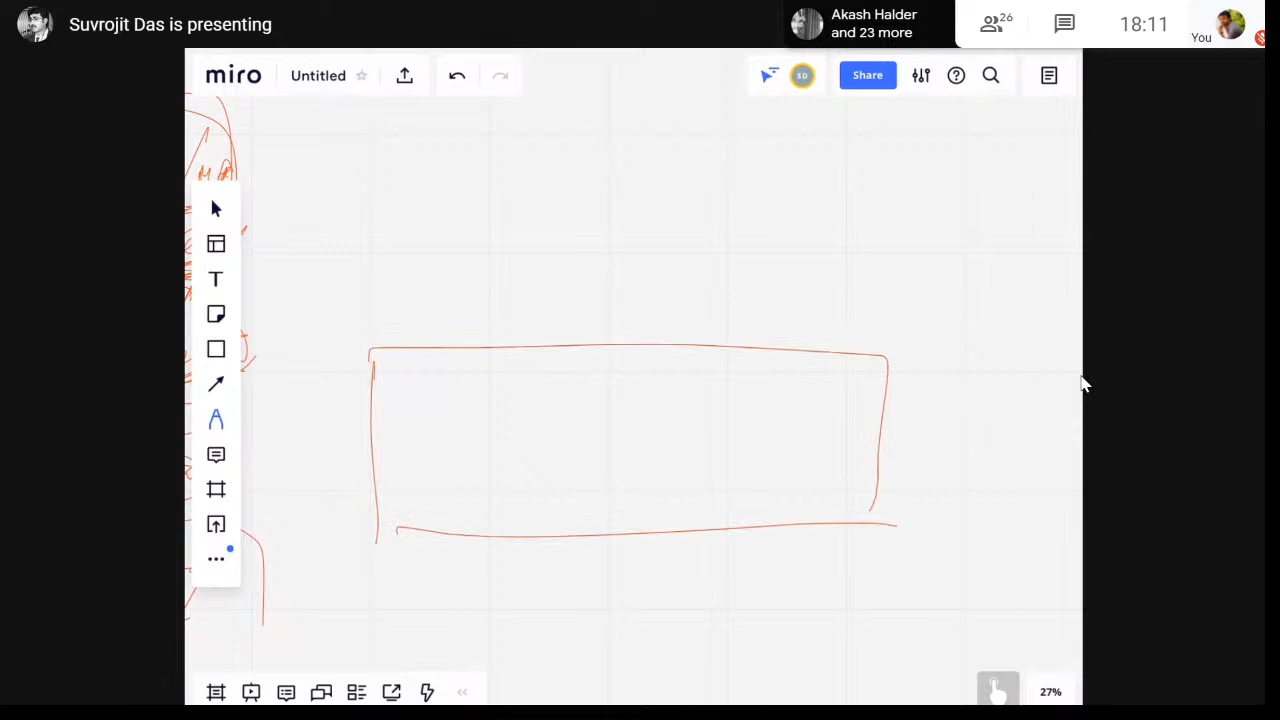 Suvrojit Das is presenting
Akash Halder
and 23 more
26
18:11
You
miro
Untitled
SD
Share
T
27%